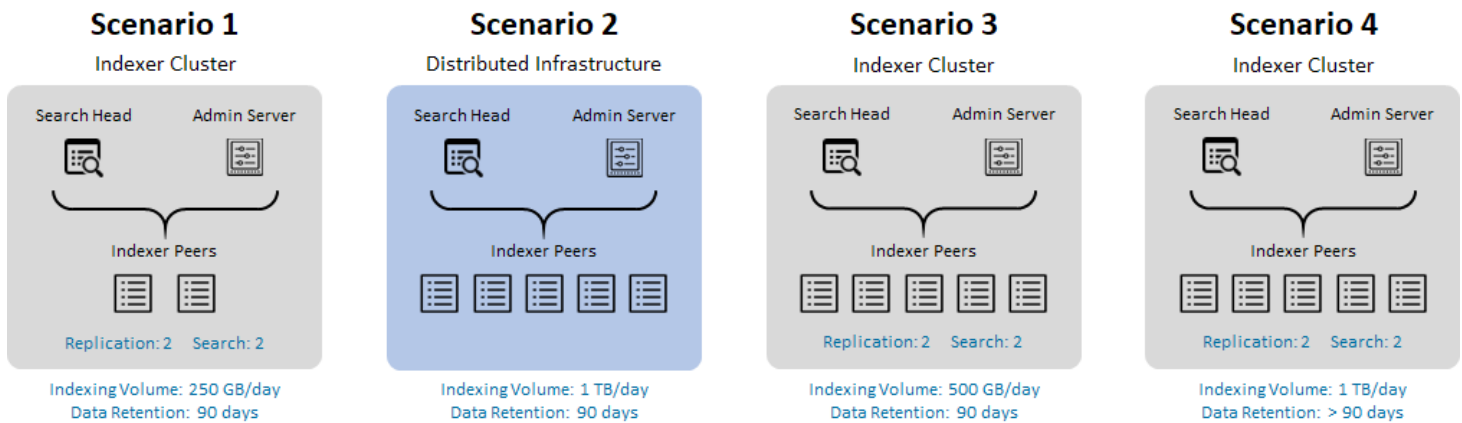 Scenario 1
Indexer Cluster
Search Head
Admin Server
Indexer Peers
Replication: 2 Search: 2
Indexing Volume: 250 GB/day
Data Retention: 90 days
Scenario 2
Distributed Infrastructure
Search Head
Admin Server
Indexer Peers
Indexing Volume: 1 TB/day
Data Retention: 90 days
Scenario 3
Indexer Cluster
Search Head
Admin Server
Indexer Peers
Replication: 2 Search: 2
Indexing Volume: 500 GB/day
Data Retention: 90 days
Scenario 4
Indexer Cluster
Search Head
Admin Server
Indexer Peers
Replication: 2 Search: 2
Indexing Volume: 1 TB/day
Data Retention: > 90 days